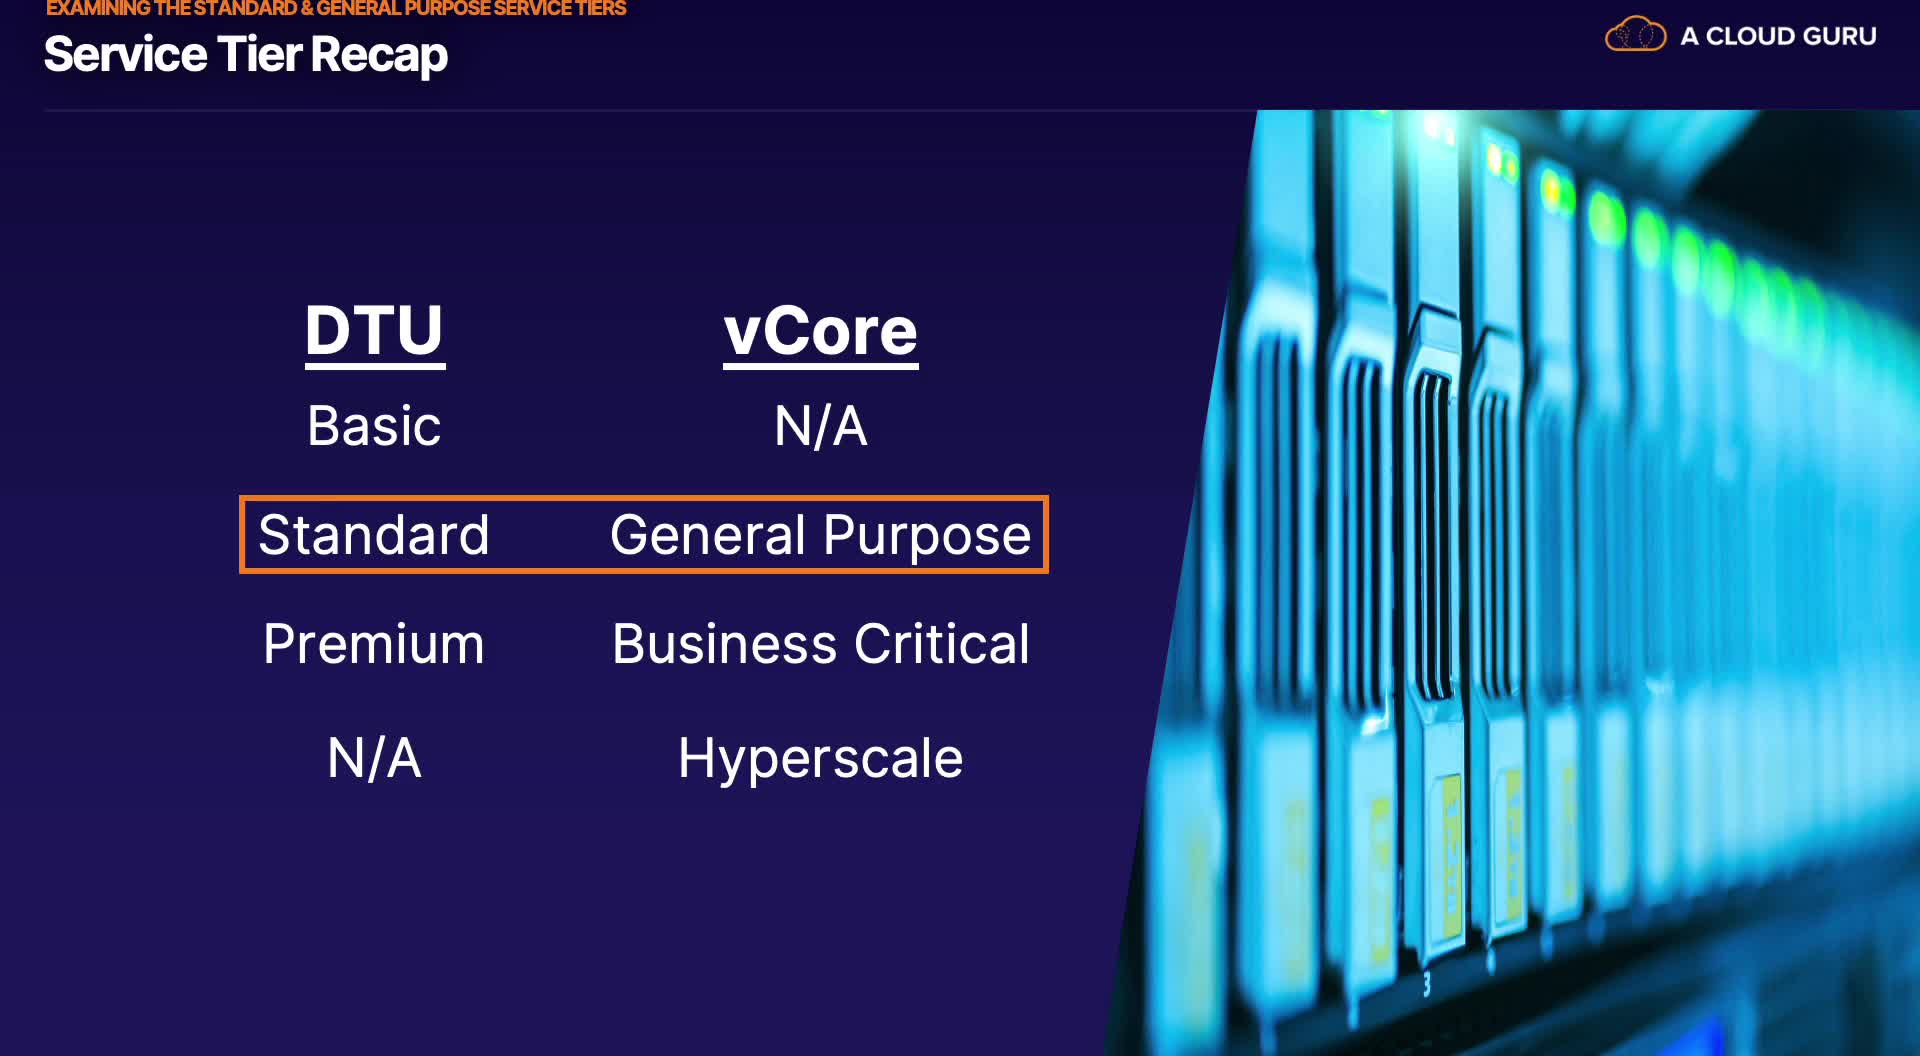 EXAMINING THE STANDARD & GENERAL PURPOSE SERVICE TIERS
Service Tier Recap
A CLOUD GURU
DTU vCore
Basic N/A
Standard General Purpose
Premium Business Critical
N/A Hyperscale
3